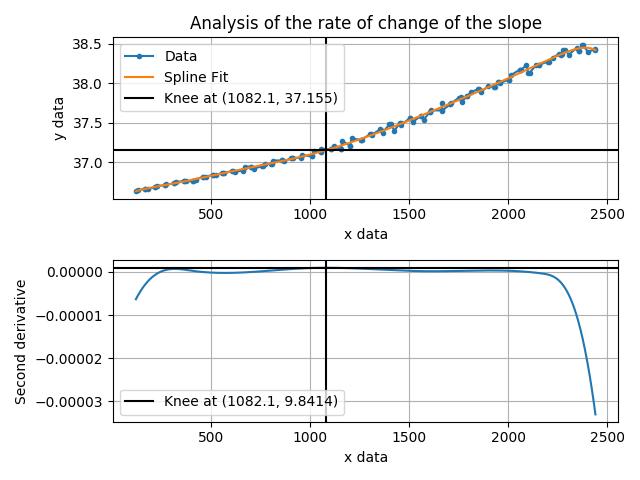 Analysis of the rate of change of the slope
38.5
38.0
37.5
37.0
y data
Data
Spline Fit
Knee at (1082.1, 37.155)
500
1000
1500
2000
2500
x data
0.00000
−0.00001
−0.00002
−0.00003
Second derivative
Knee at (1082.1, 9.8414)
500
1000
1500
2000
2500
x data